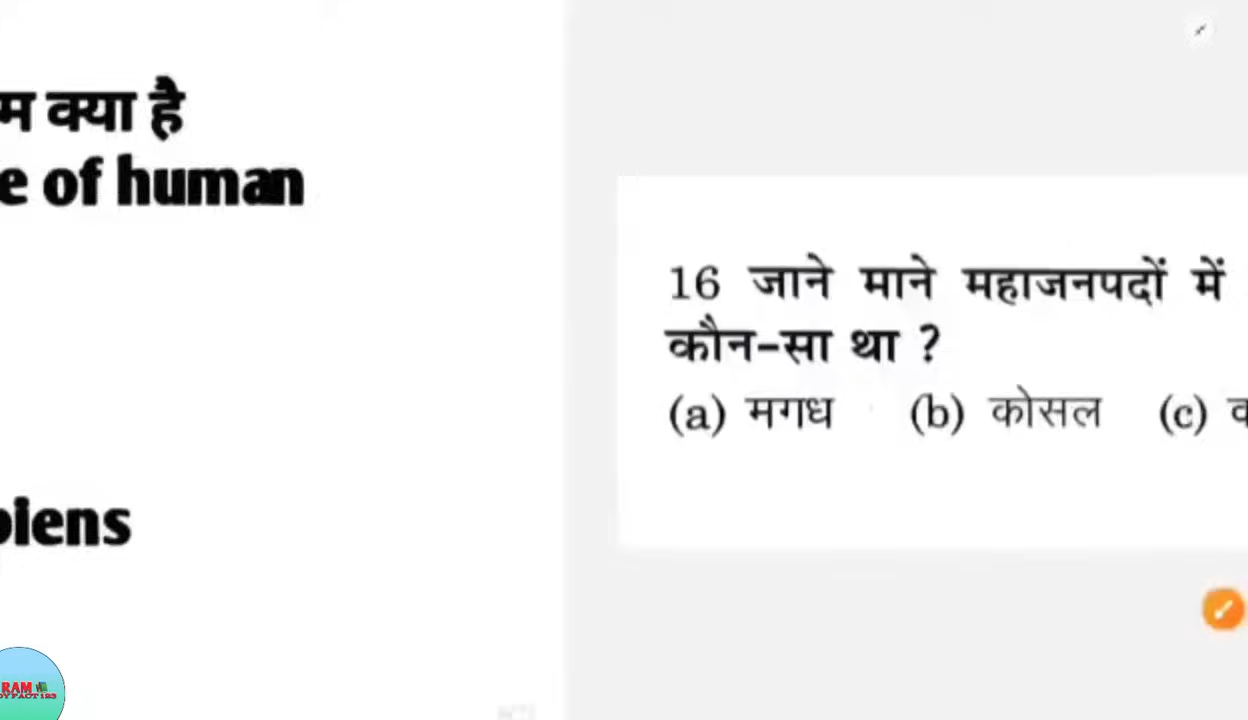 म क्या है
e of human
piens
16 जाने माने महाजनपदों में
कौन-सा था ?
(a) मगध (b) कोसल (c) व
RAM